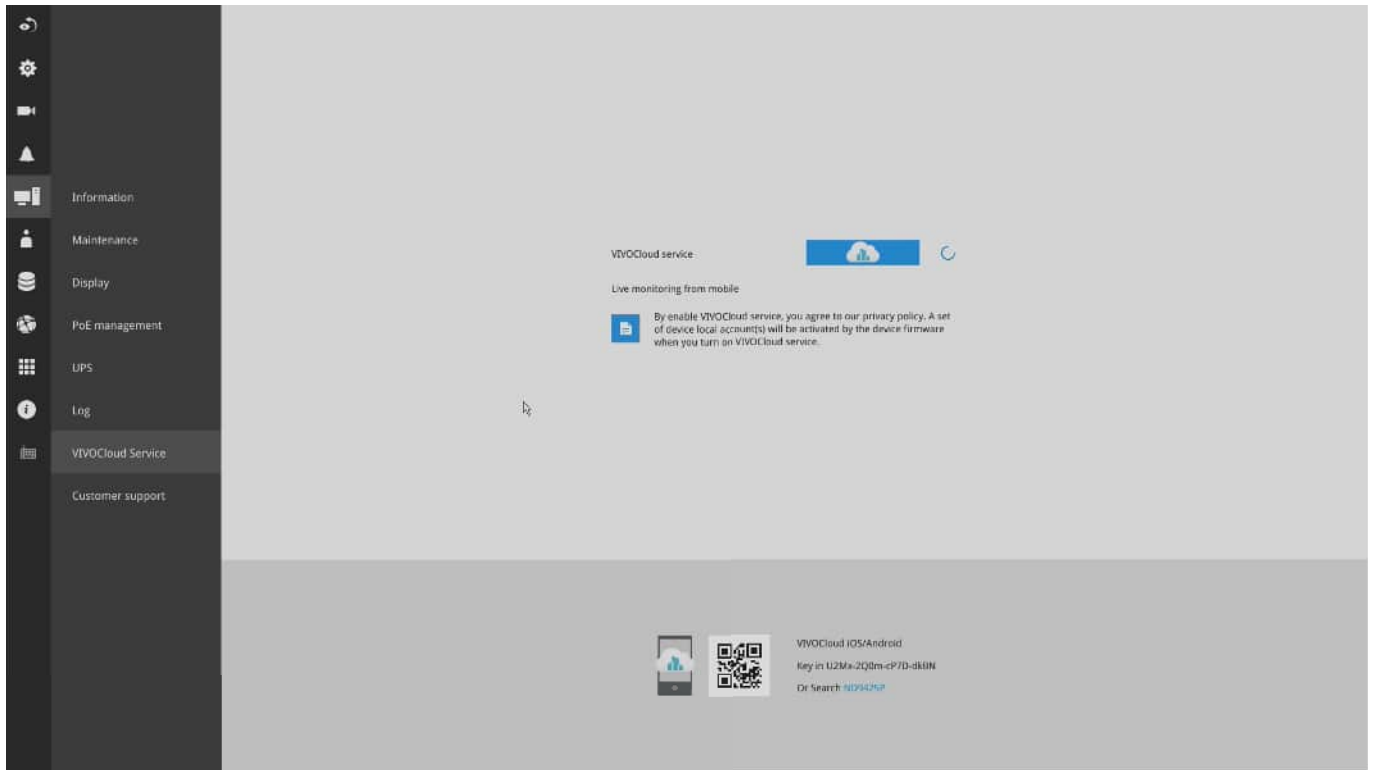 Information
Maintenance
Display
PoE management
UPS
Log
VIVOCloud Service
Customer support
VIVOCloud service
Live monitoring from mobile
By enable VIVOCloud service, you agree to our privacy policy. A set
of device local account(s) will be activated by the device firmware
when you turn on VIVOCloud service.
VIVOCloud iOS/Android
Key in
Or Search